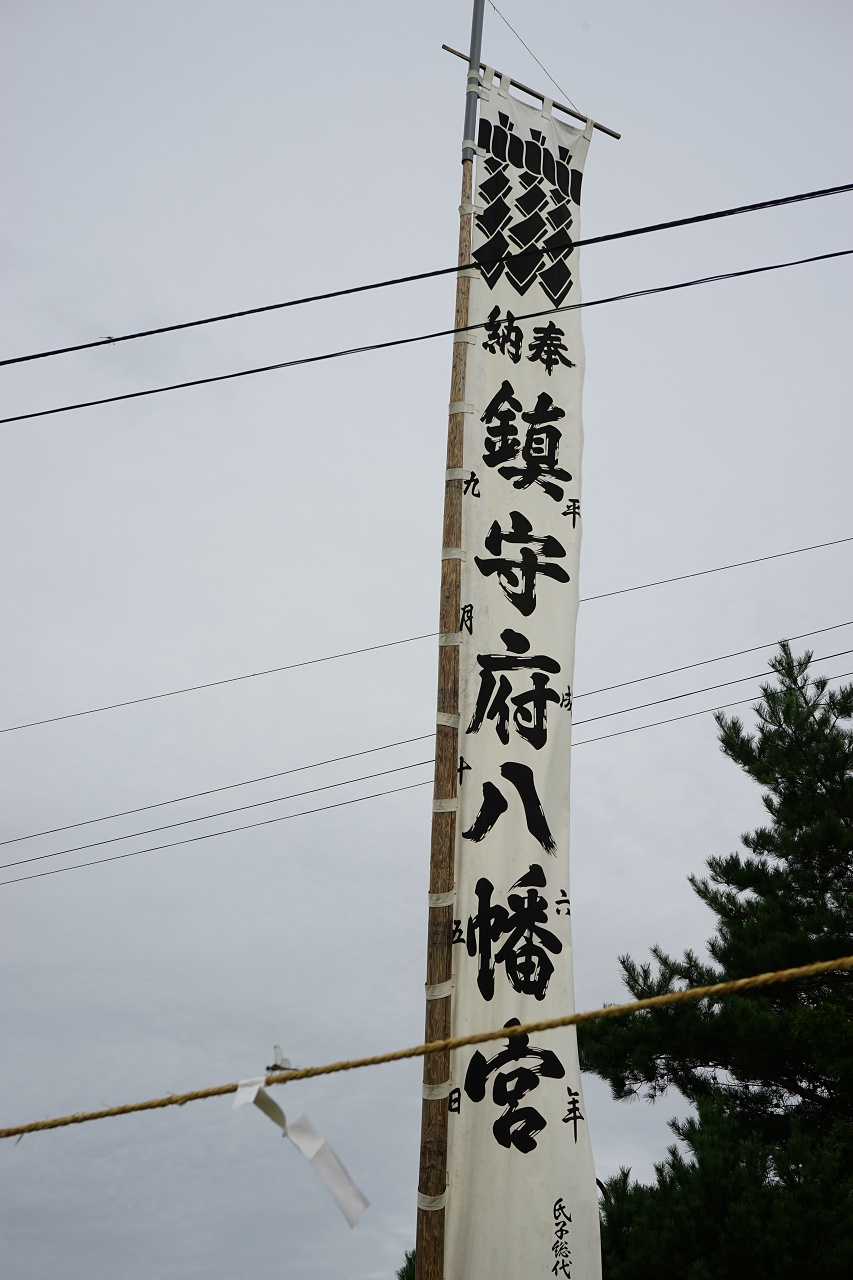 奉納
鎮守府八幡宮
平成六年
九月十五日
氏子総代